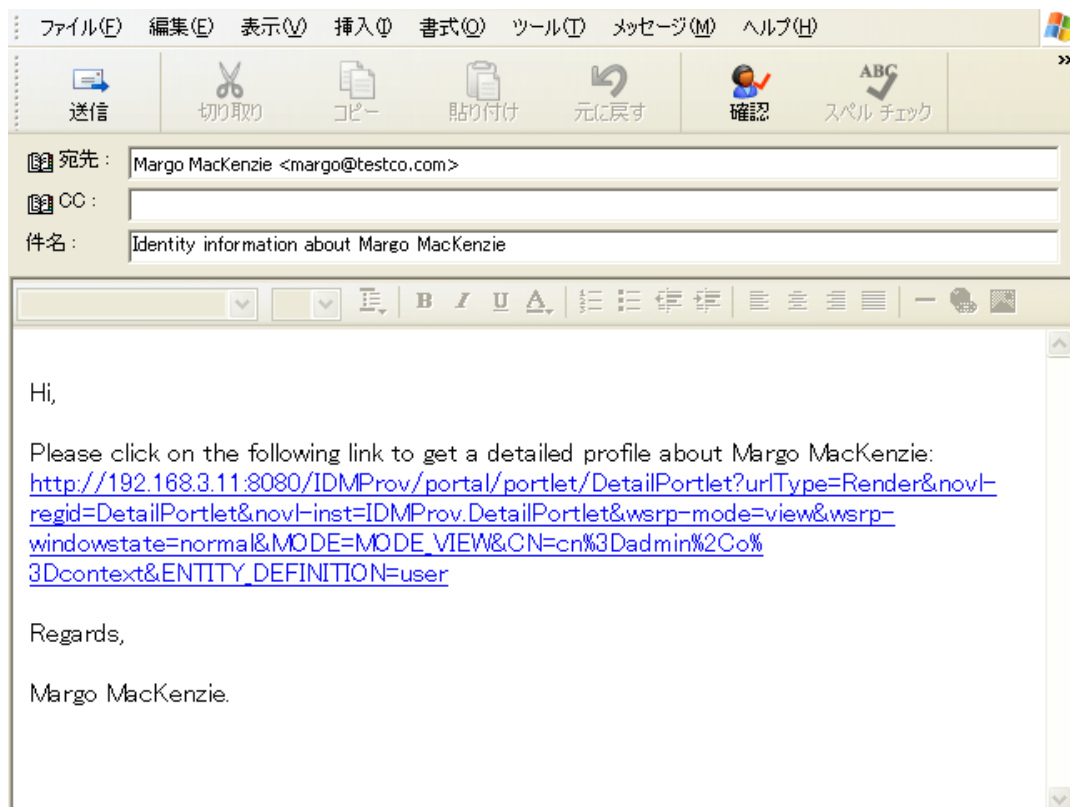 ファイル(F) 編集(E) 表示(V) 挿入(I) 書式(O) ツール(T) メッセージ(M) ヘルプ(H)
送信 切り取り コピー 貼り付け 元に戻す 確認 ABC スペル チェック
宛先: Margo MacKenzie <margo@testco.com>
CC:
件名: Identity information about Margo MacKenzie
B I U A
Hi,
Please click on the following link to get a detailed profile about Margo MacKenzie:
http://192.168.3.11:8080/IDMProv/portal/portlet/DetailPortlet?urlType=Render&novl-
regid=DetailPortlet&novl-inst=IDMProv.DetailPortlet&wsrp-mode=view&wsrp-
windowstate=normal&MODE=MODE_VIEW&CN=cn%3Dadmin%2Co%
3Dcontext&ENTITY_DEFINITION=user
Regards,
Margo MacKenzie.